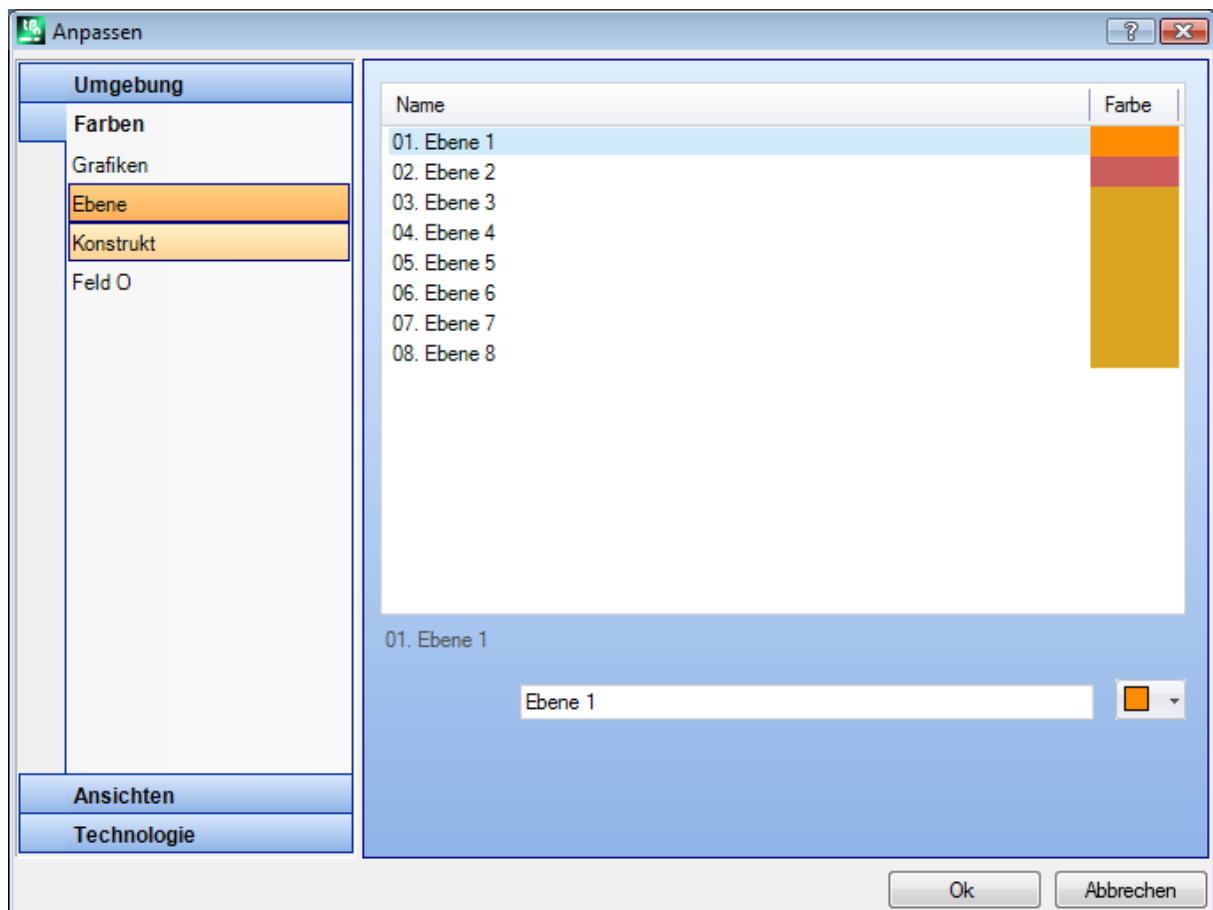 Anpassen
Umgebung
Farben
Grafiken
Ebene
Konstrukt
Feld O
Ansichten
Technologie
Name Farbe
01. Ebene 1
02. Ebene 2
03. Ebene 3
04. Ebene 4
05. Ebene 5
06. Ebene 6
07. Ebene 7
08. Ebene 8
01. Ebene 1
Ebene 1
Ok Abbrechen